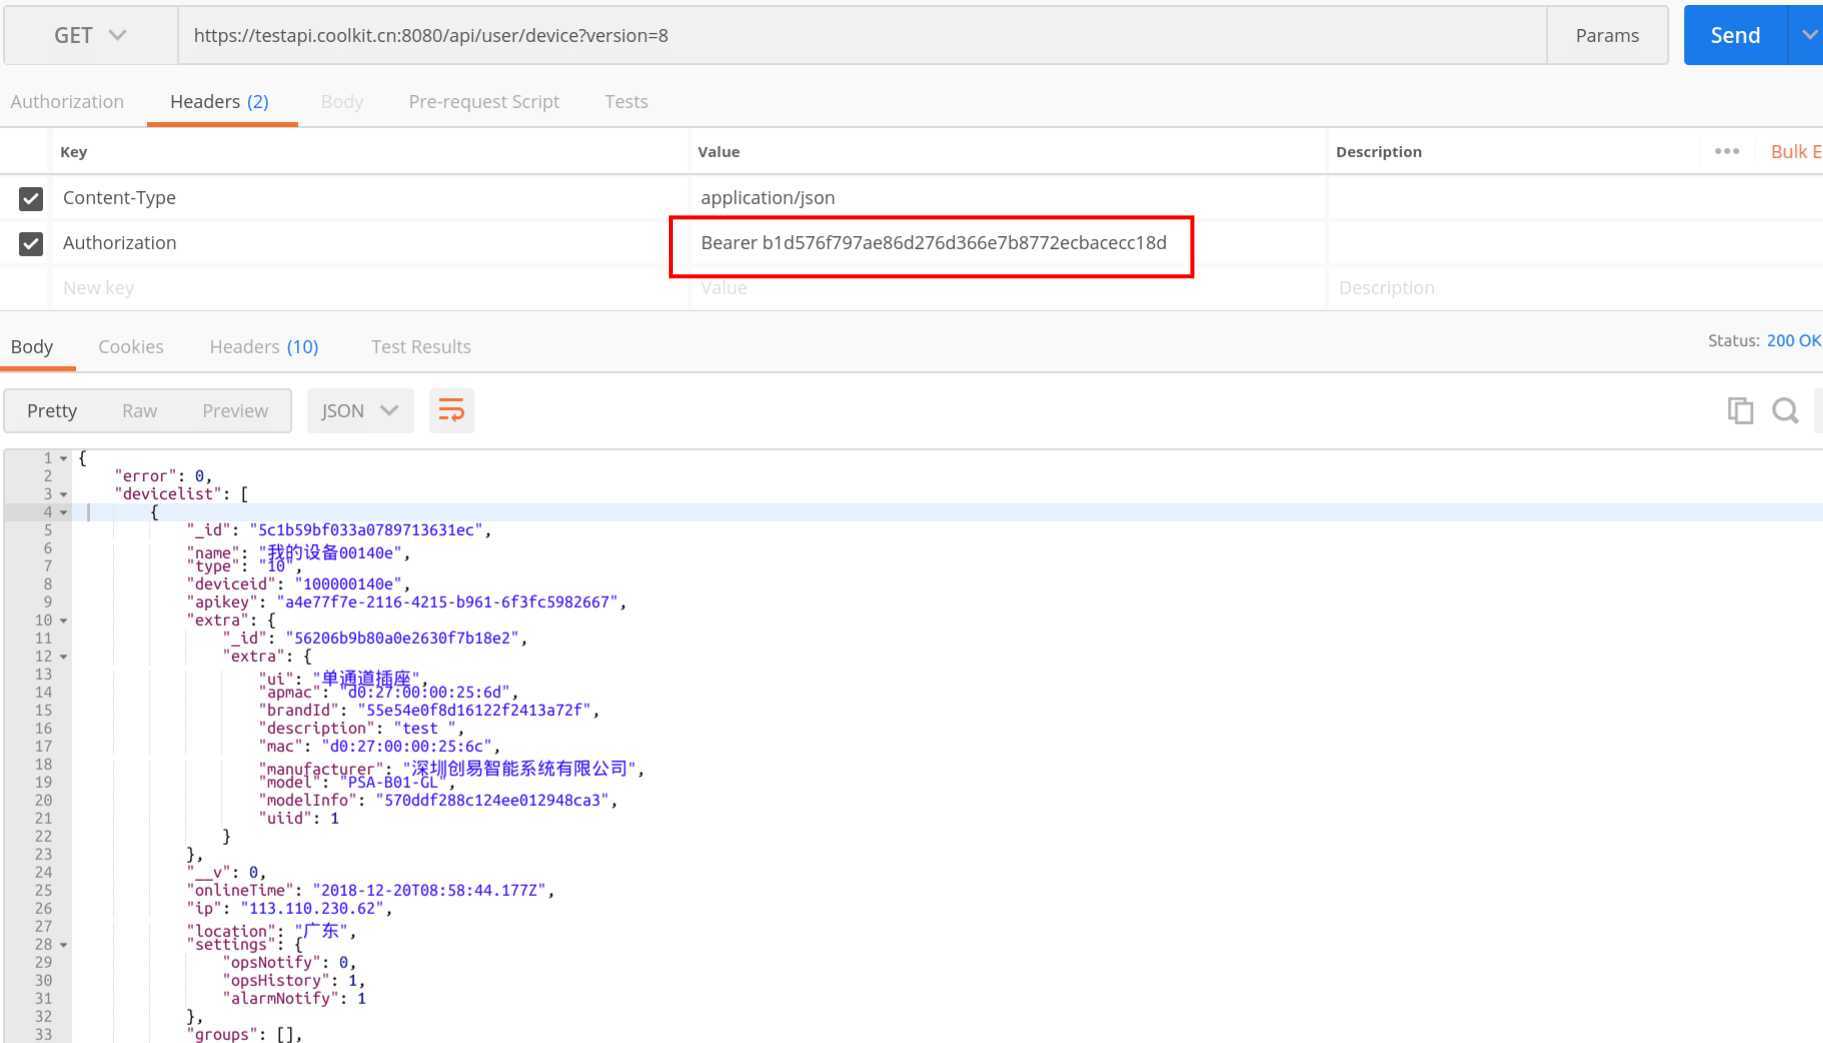 GET https://testapi.coolkit.cn:8080/api/user/device?version=8 Params Send
Authorization Headers (2) Body Pre-request Script Tests
Key Value Description ••• Bulk E
Content-Type application/json
Authorization Bearer b1d576f797ae86d276d366e7b8772ecbacecc18d
New key Value Description
Body Cookies Headers (10) Test Results Status: 200 OK
Pretty Raw Preview JSON
1 {
2 "error": 0,
3 "devicelist": [
4 {
5 "_id": "5c1b59bf033a0789713631ec",
6 "name": "我的设备00140e",
7 "type": "10",
8 "deviceid": "100000140e",
9 "apikey": "a4e77f7e-2116-4215-b961-6f3fc5982667",
10 "extra": {
11 "_id": "56206b9b80a0e2630f7b18e2",
12 "extra": {
13 "ui": "单通道插座",
14 "apmac": "d0:27:00:00:25:6d",
15 "brandId": "55e54e0f8d16122f2413a72f",
16 "description": "test ",
17 "mac": "d0:27:00:00:25:6c",
18 "manufacturer": "深圳创易智能系统有限公司",
19 "model": "PSA-B01-GL",
20 "modelInfo": "570ddf288c124ee012948ca3",
21 "uiid": 1
22 }
23 },
24 "__v": 0,
25 "onlineTime": "2018-12-20T08:58:44.177Z",
26 "ip": "113.110.230.62",
27 "location": "广东",
28 "settings": {
29 "opsNotify": 0,
30 "opsHistory": 1,
31 "alarmNotify": 1
32 },
33 "groups": [],